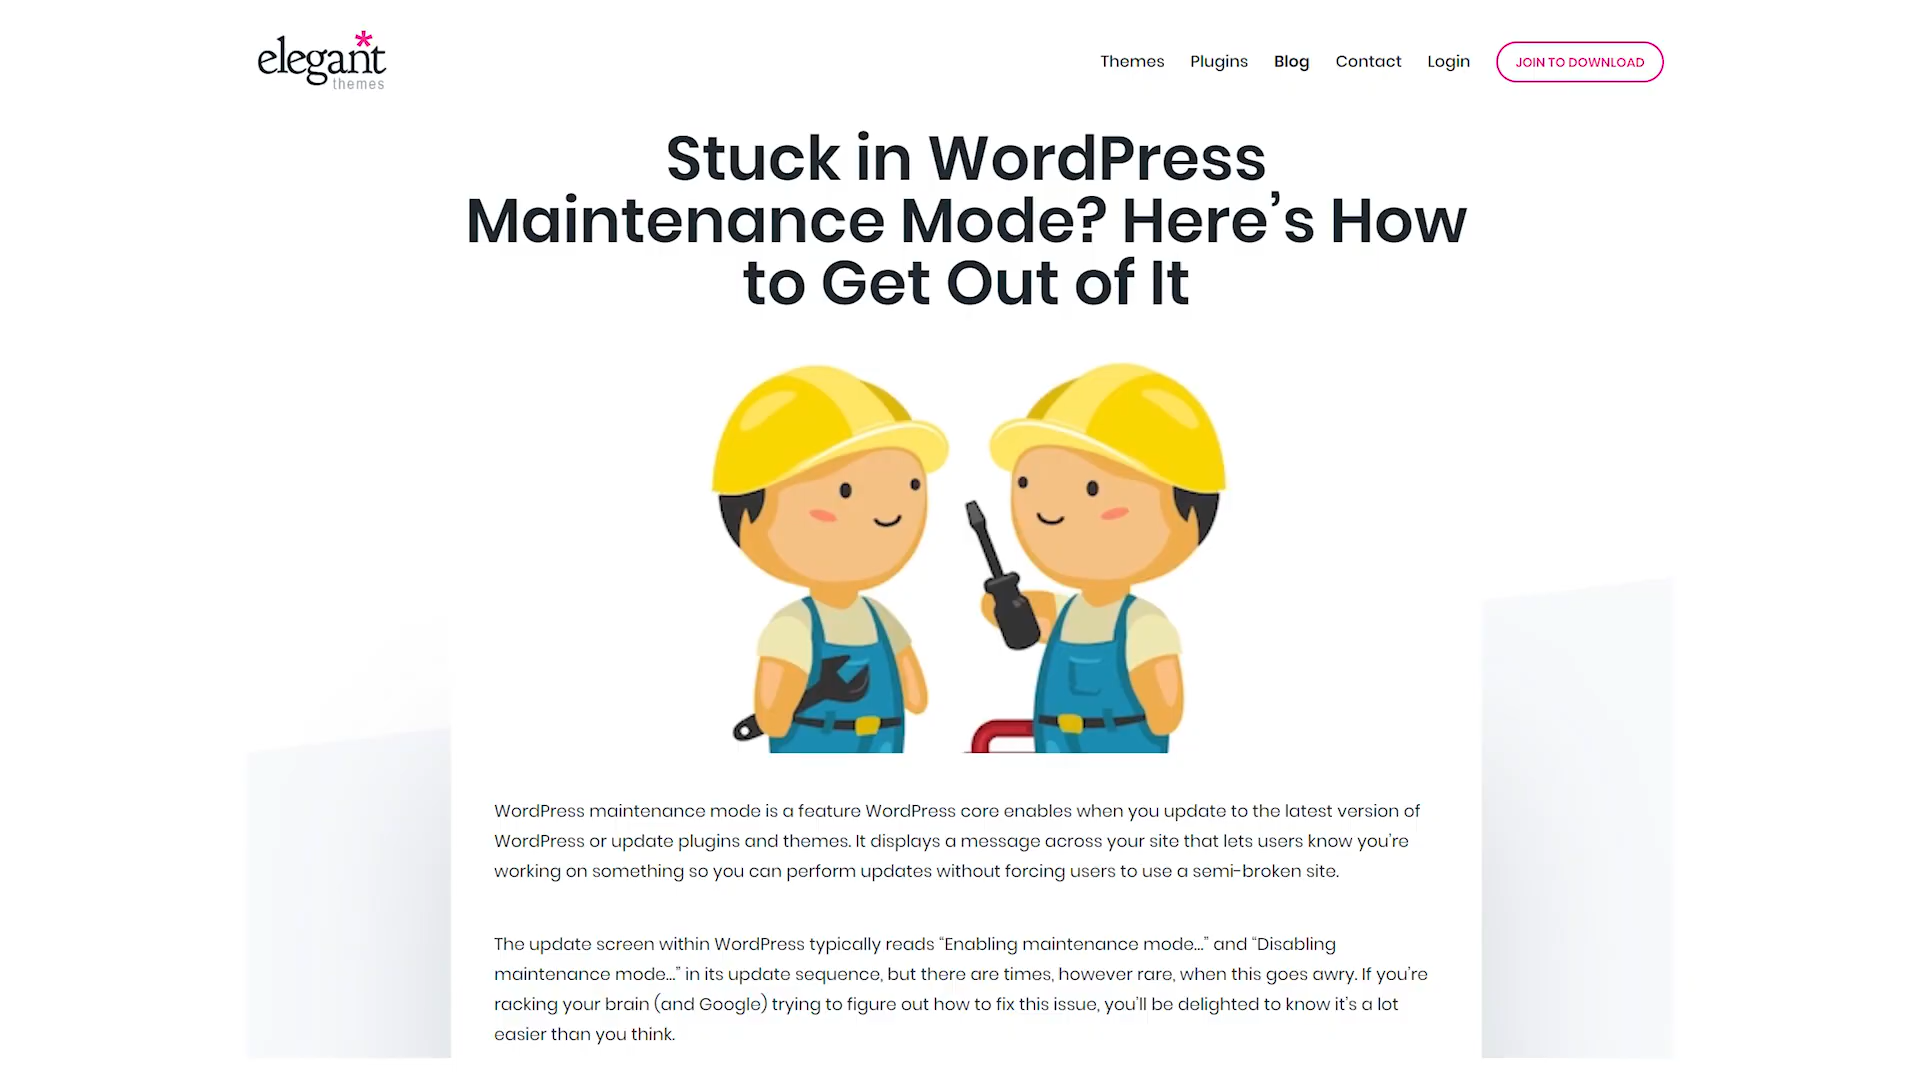 elegant
themes
Themes Plugins Blog Contact Login JOIN TO DOWNLOAD
Stuck in WordPress
Maintenance Mode? Here’s How
to Get Out of It
WordPress maintenance mode is a feature WordPress core enables when you update to the latest version of
WordPress or update plugins and themes. It displays a message across your site that lets users know you’re
working on something so you can perform updates without forcing users to use a semi-broken site.
The update screen within WordPress typically reads “Enabling maintenance mode…” and “Disabling
maintenance mode…” in its update sequence, but there are times, however rare, when this goes awry. If you’re
racking your brain (and Google) trying to figure out how to fix this issue, you’ll be delighted to know it’s a lot
easier than you think.